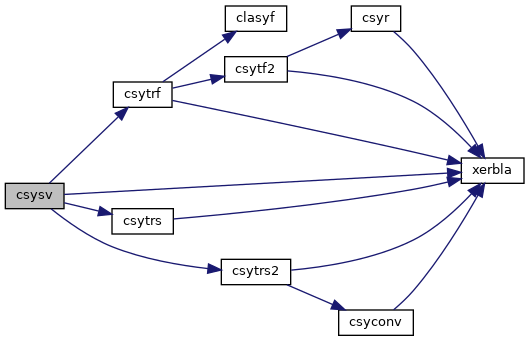 clasyf
csyr
csytf2
csytrf
xerbla
csysv
csytrs
csytrs2
csyconv